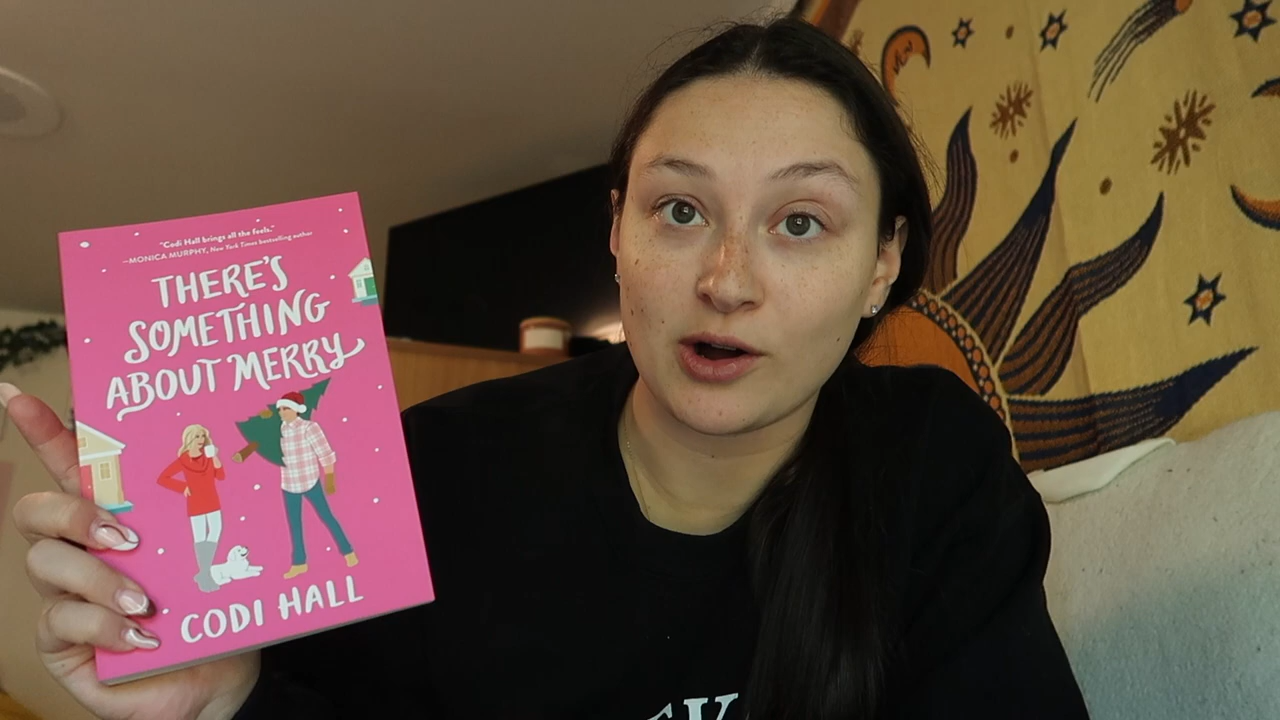 "Codi Hall brings all the feels."
—MONICA MURPHY, New York Times bestselling author
THERE'S
SOMETHING
ABOUT MERRY
CODI HALL